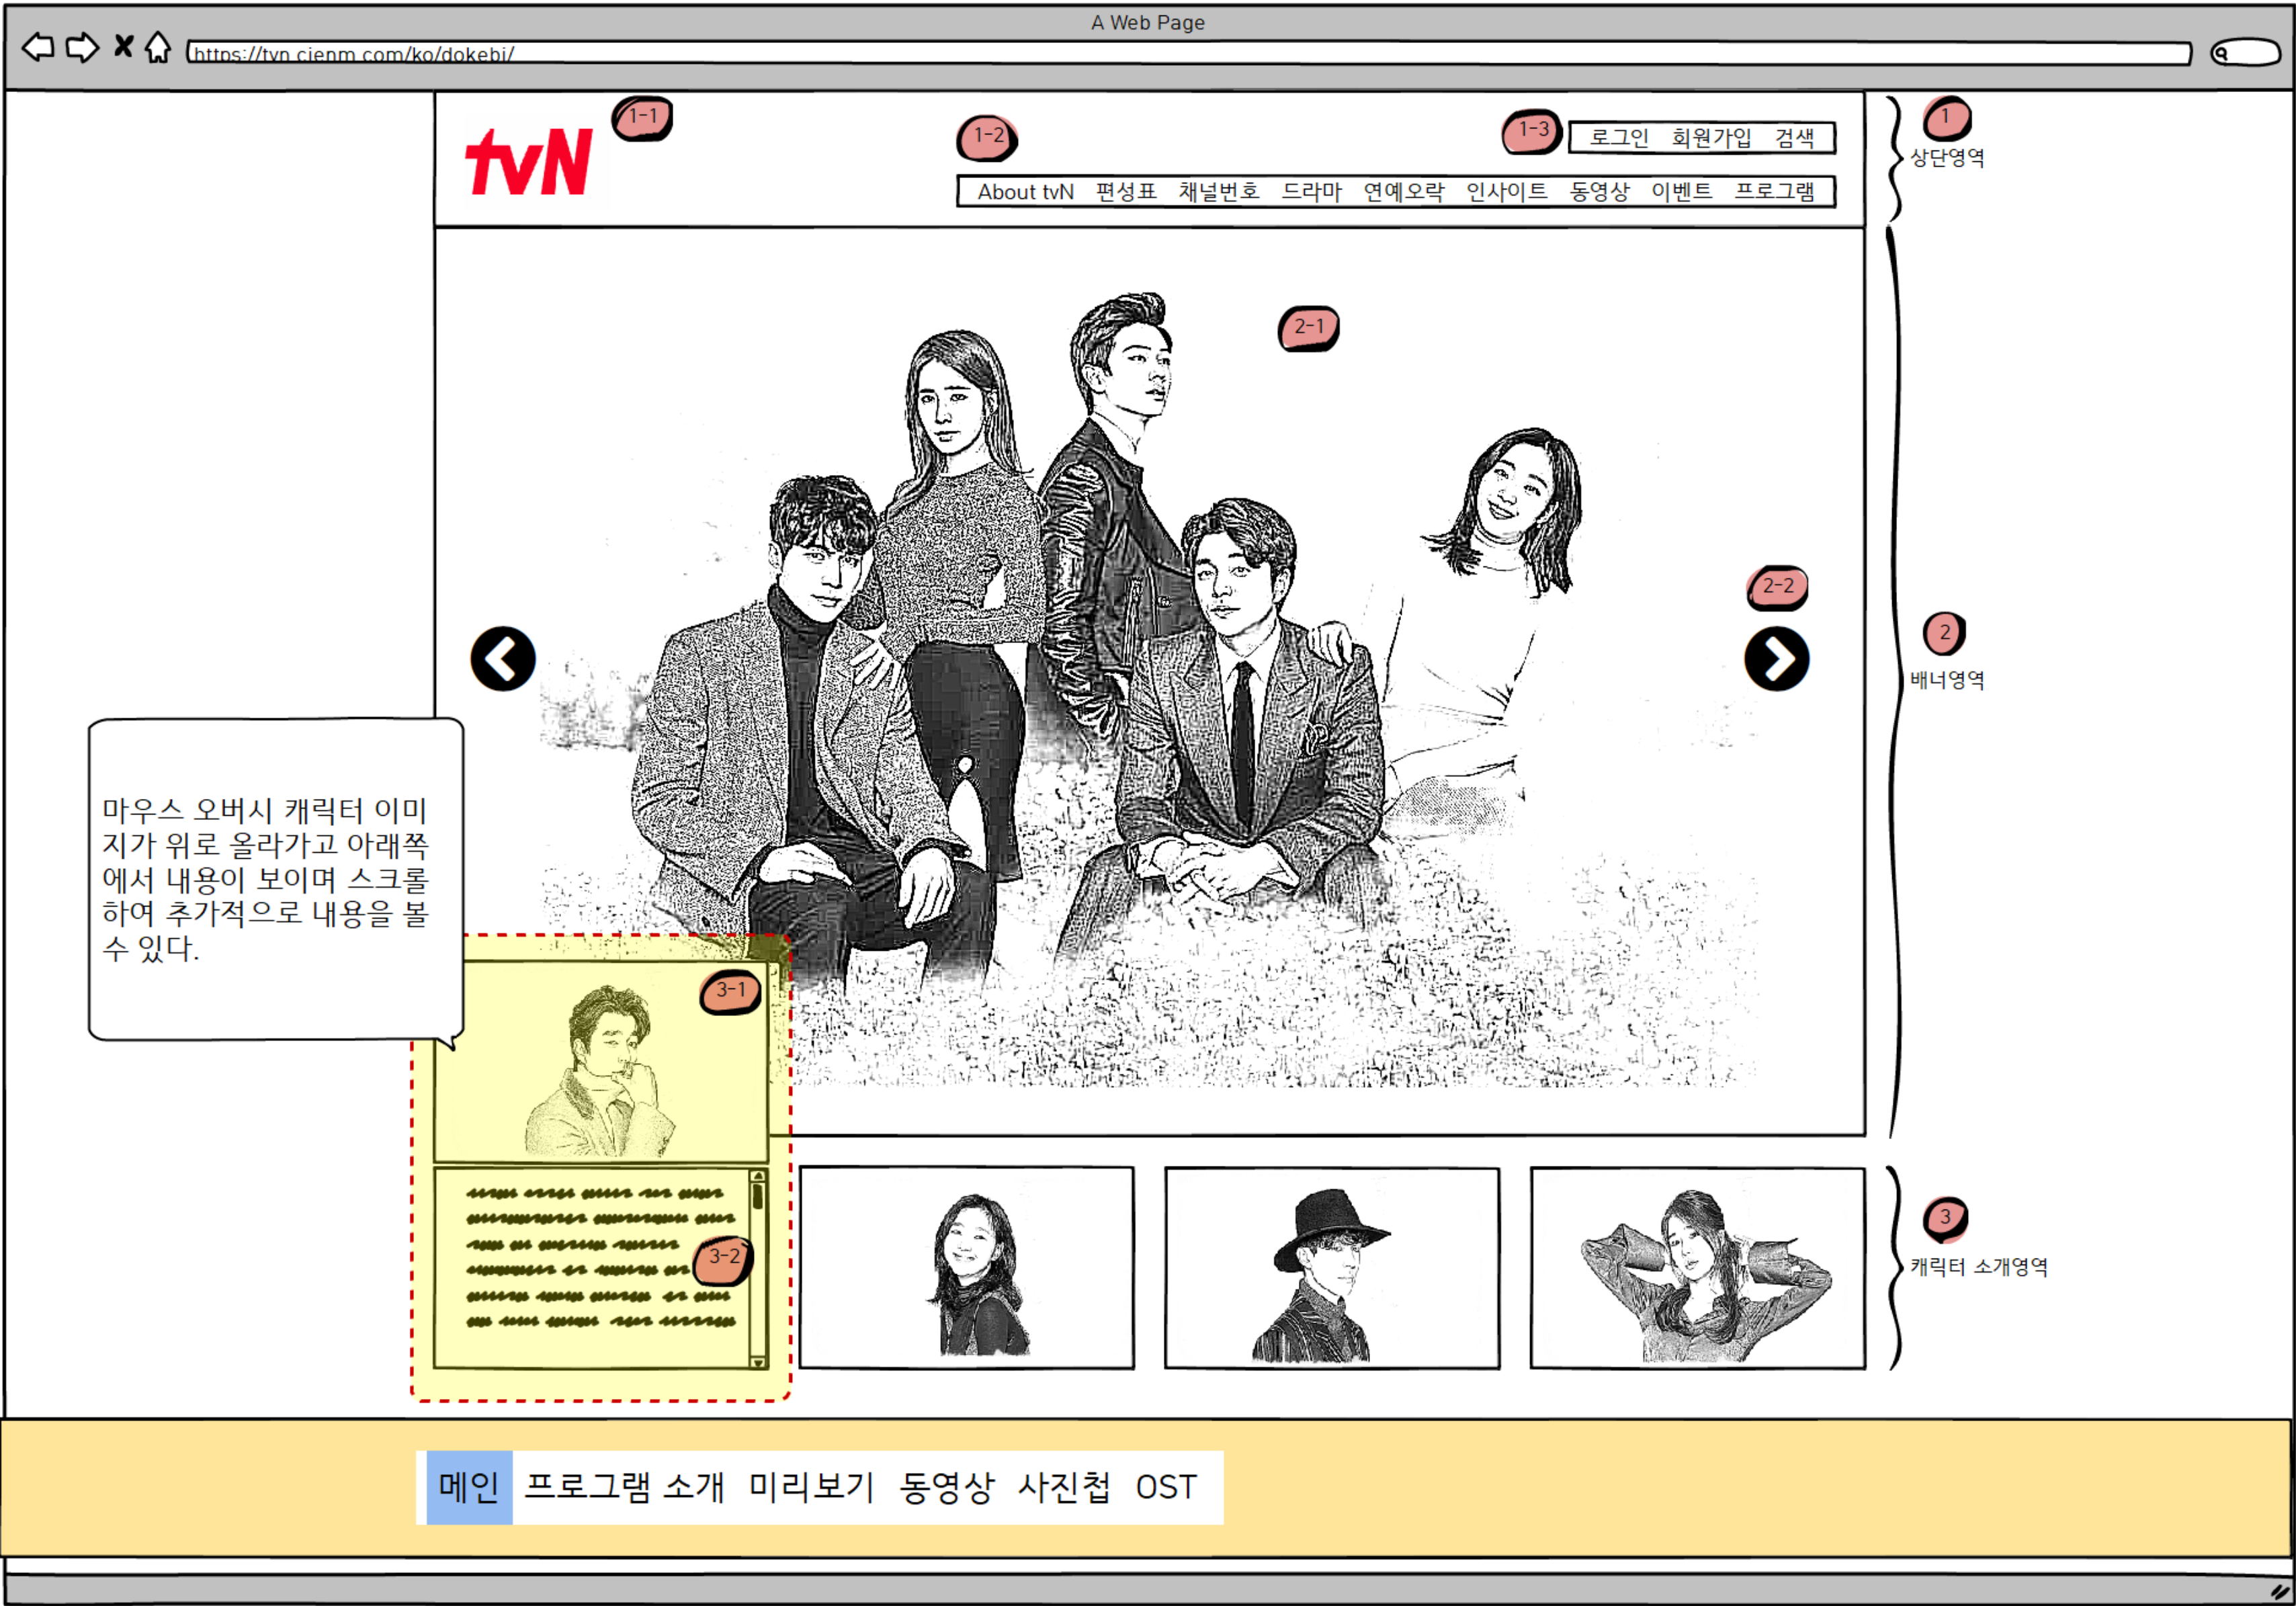 A Web Page
https://tvn.cjenm.com/ko/dokebi/
tvN
1-1
1-2
1-3
로그인 회원가입 검색
About tvN 편성표 채널번호 드라마 연예오락 인사이트 동영상 이벤트 프로그램
1
상단영역
2-1
2-2
2
배너영역
마우스 오버시 캐릭터 이미
지가 위로 올라가고 아래쪽
에서 내용이 보이며 스크롤
하여 추가적으로 내용을 볼
수 있다.
3-1
3-2
3
캐릭터 소개영역
메인 프로그램 소개 미리보기 동영상 사진첩 OST